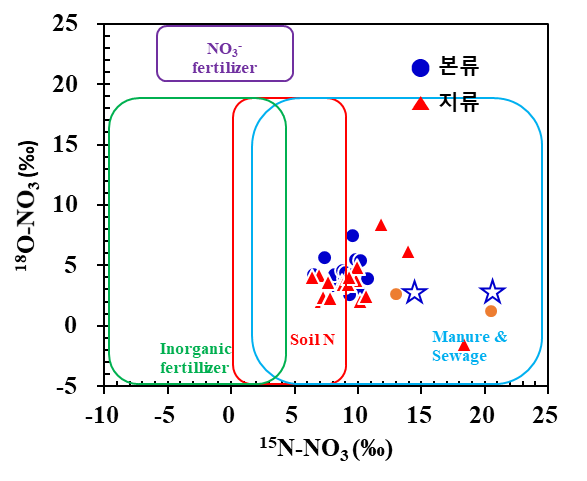 25
20
15
10
5
0
-5
-10
-5
0
5
10
15
20
25
¹⁸O-NO₃ (‰)
¹⁵N-NO₃ (‰)
NO₃⁻
fertilizer
본류
지류
Inorganic
fertillizer
Soil N
Manure &
Sewage